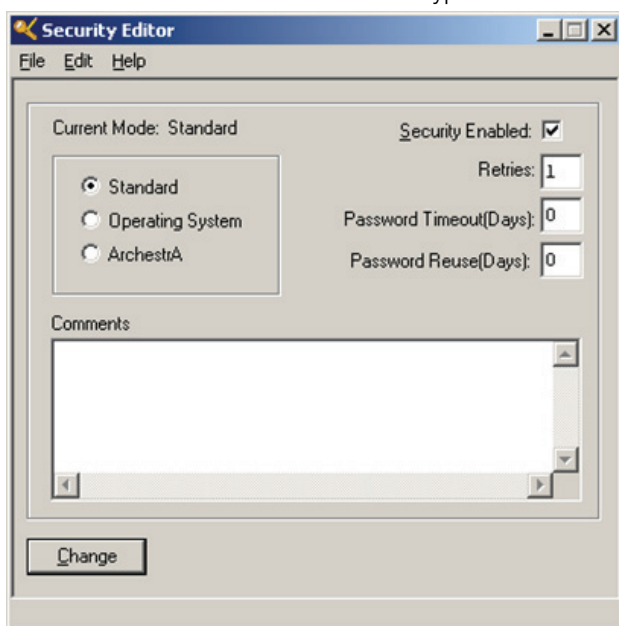 Security Editor
File Edit Help
Current Mode: Standard
Security Enabled:
Standard
Retries: 1
Operating System
Password Timeout(Days): 0
ArchestrA
Password Reuse(Days): 0
Comments
Change